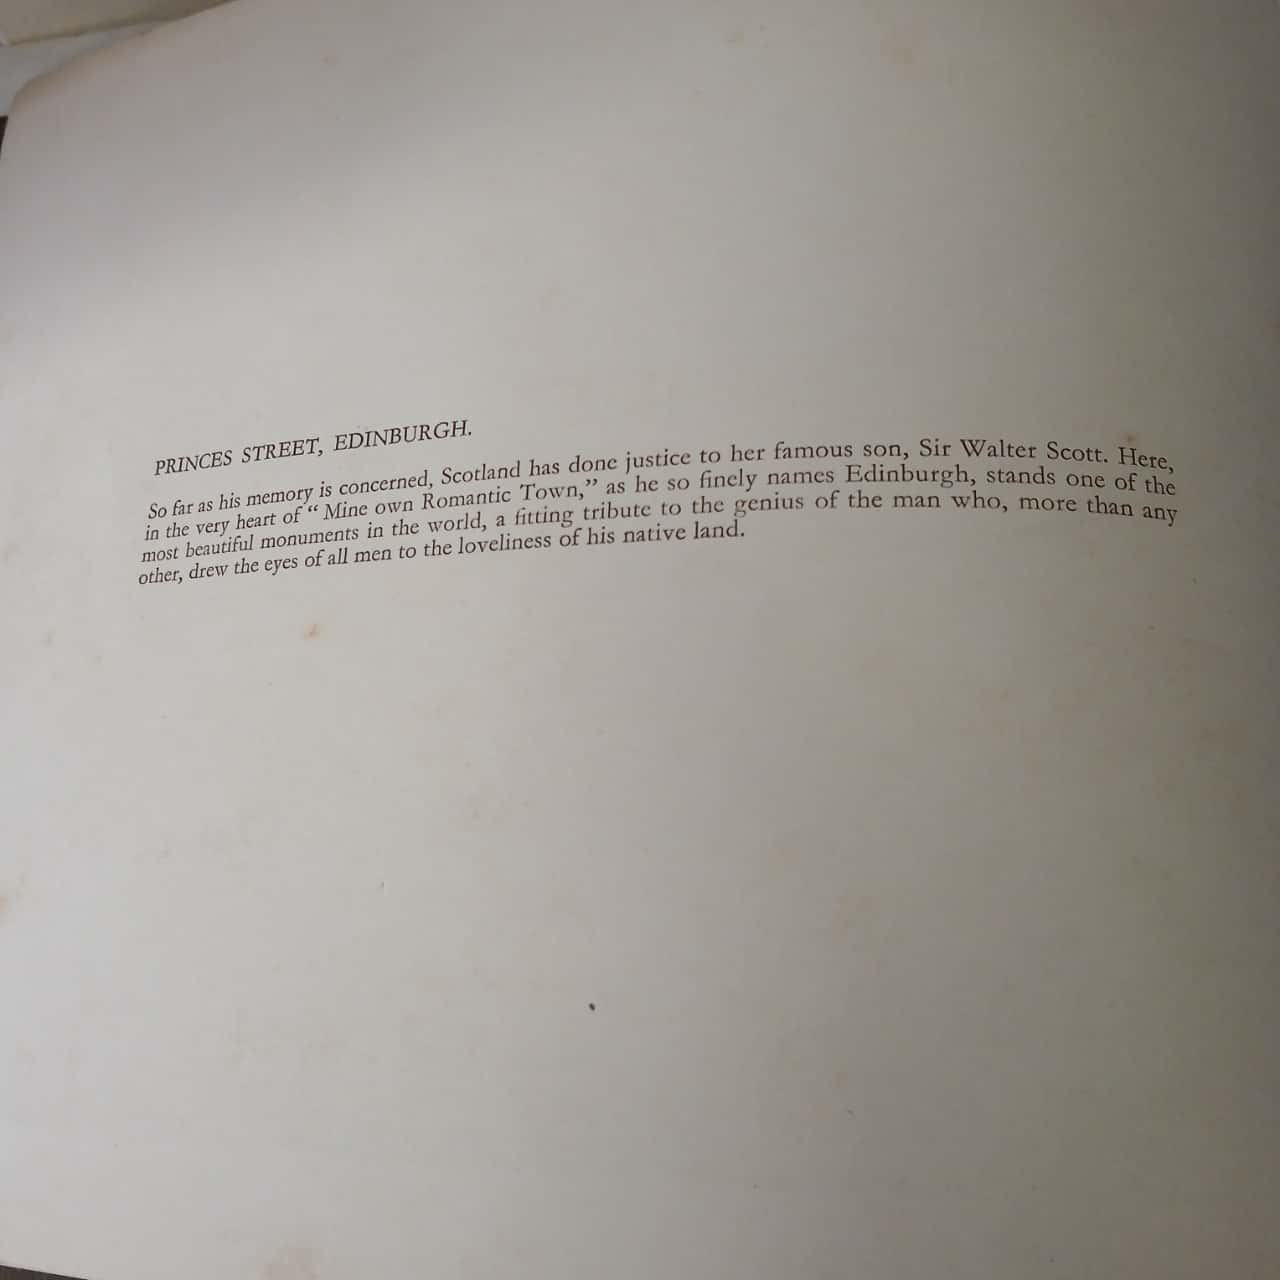 PRINCES STREET, EDINBURGH.
So far as his memory is concerned, Scotland has done justice to her famous son, Sir Walter Scott. Here,
in the very heart of “ Mine own Romantic Town,” as he so finely names Edinburgh, stands one of the
most beautiful monuments in the world, a fitting tribute to the genius of the man who, more than any
other, drew the eyes of all men to the loveliness of his native land.